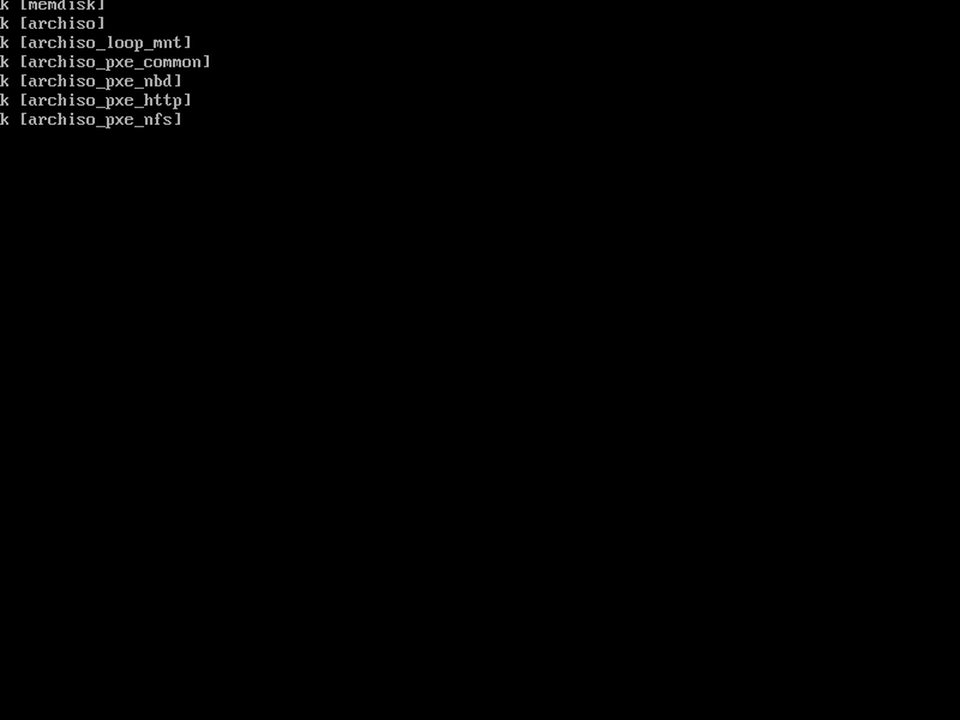 k [memdisk]
k [archiso]
k [archiso_loop_mnt]
k [archiso_pxe_common]
k [archiso_pxe_nbd]
k [archiso_pxe_http]
k [archiso_pxe_nfs]